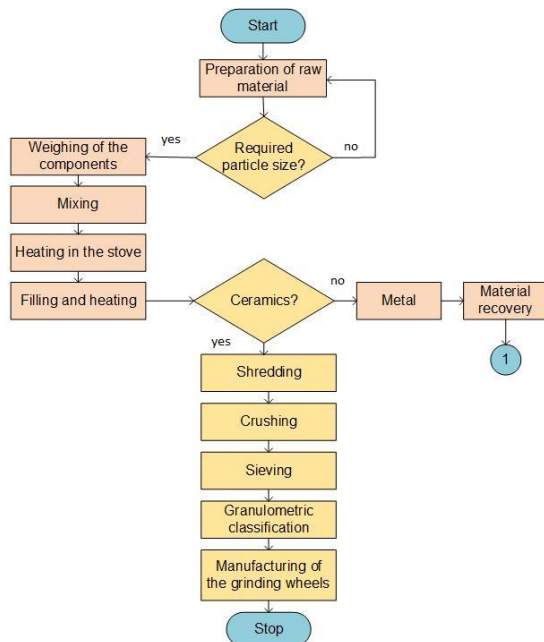 Start
Preparation of raw
material
Required
particle size?
yes
no
Weighing of the
components
Mixing
Heating in the stove
Filling and heating
Ceramics?
no
Metal
Material
recovery
1
yes
Shredding
Crushing
Sieving
Granulometric
classification
Manufacturing of
the grinding wheels
Stop